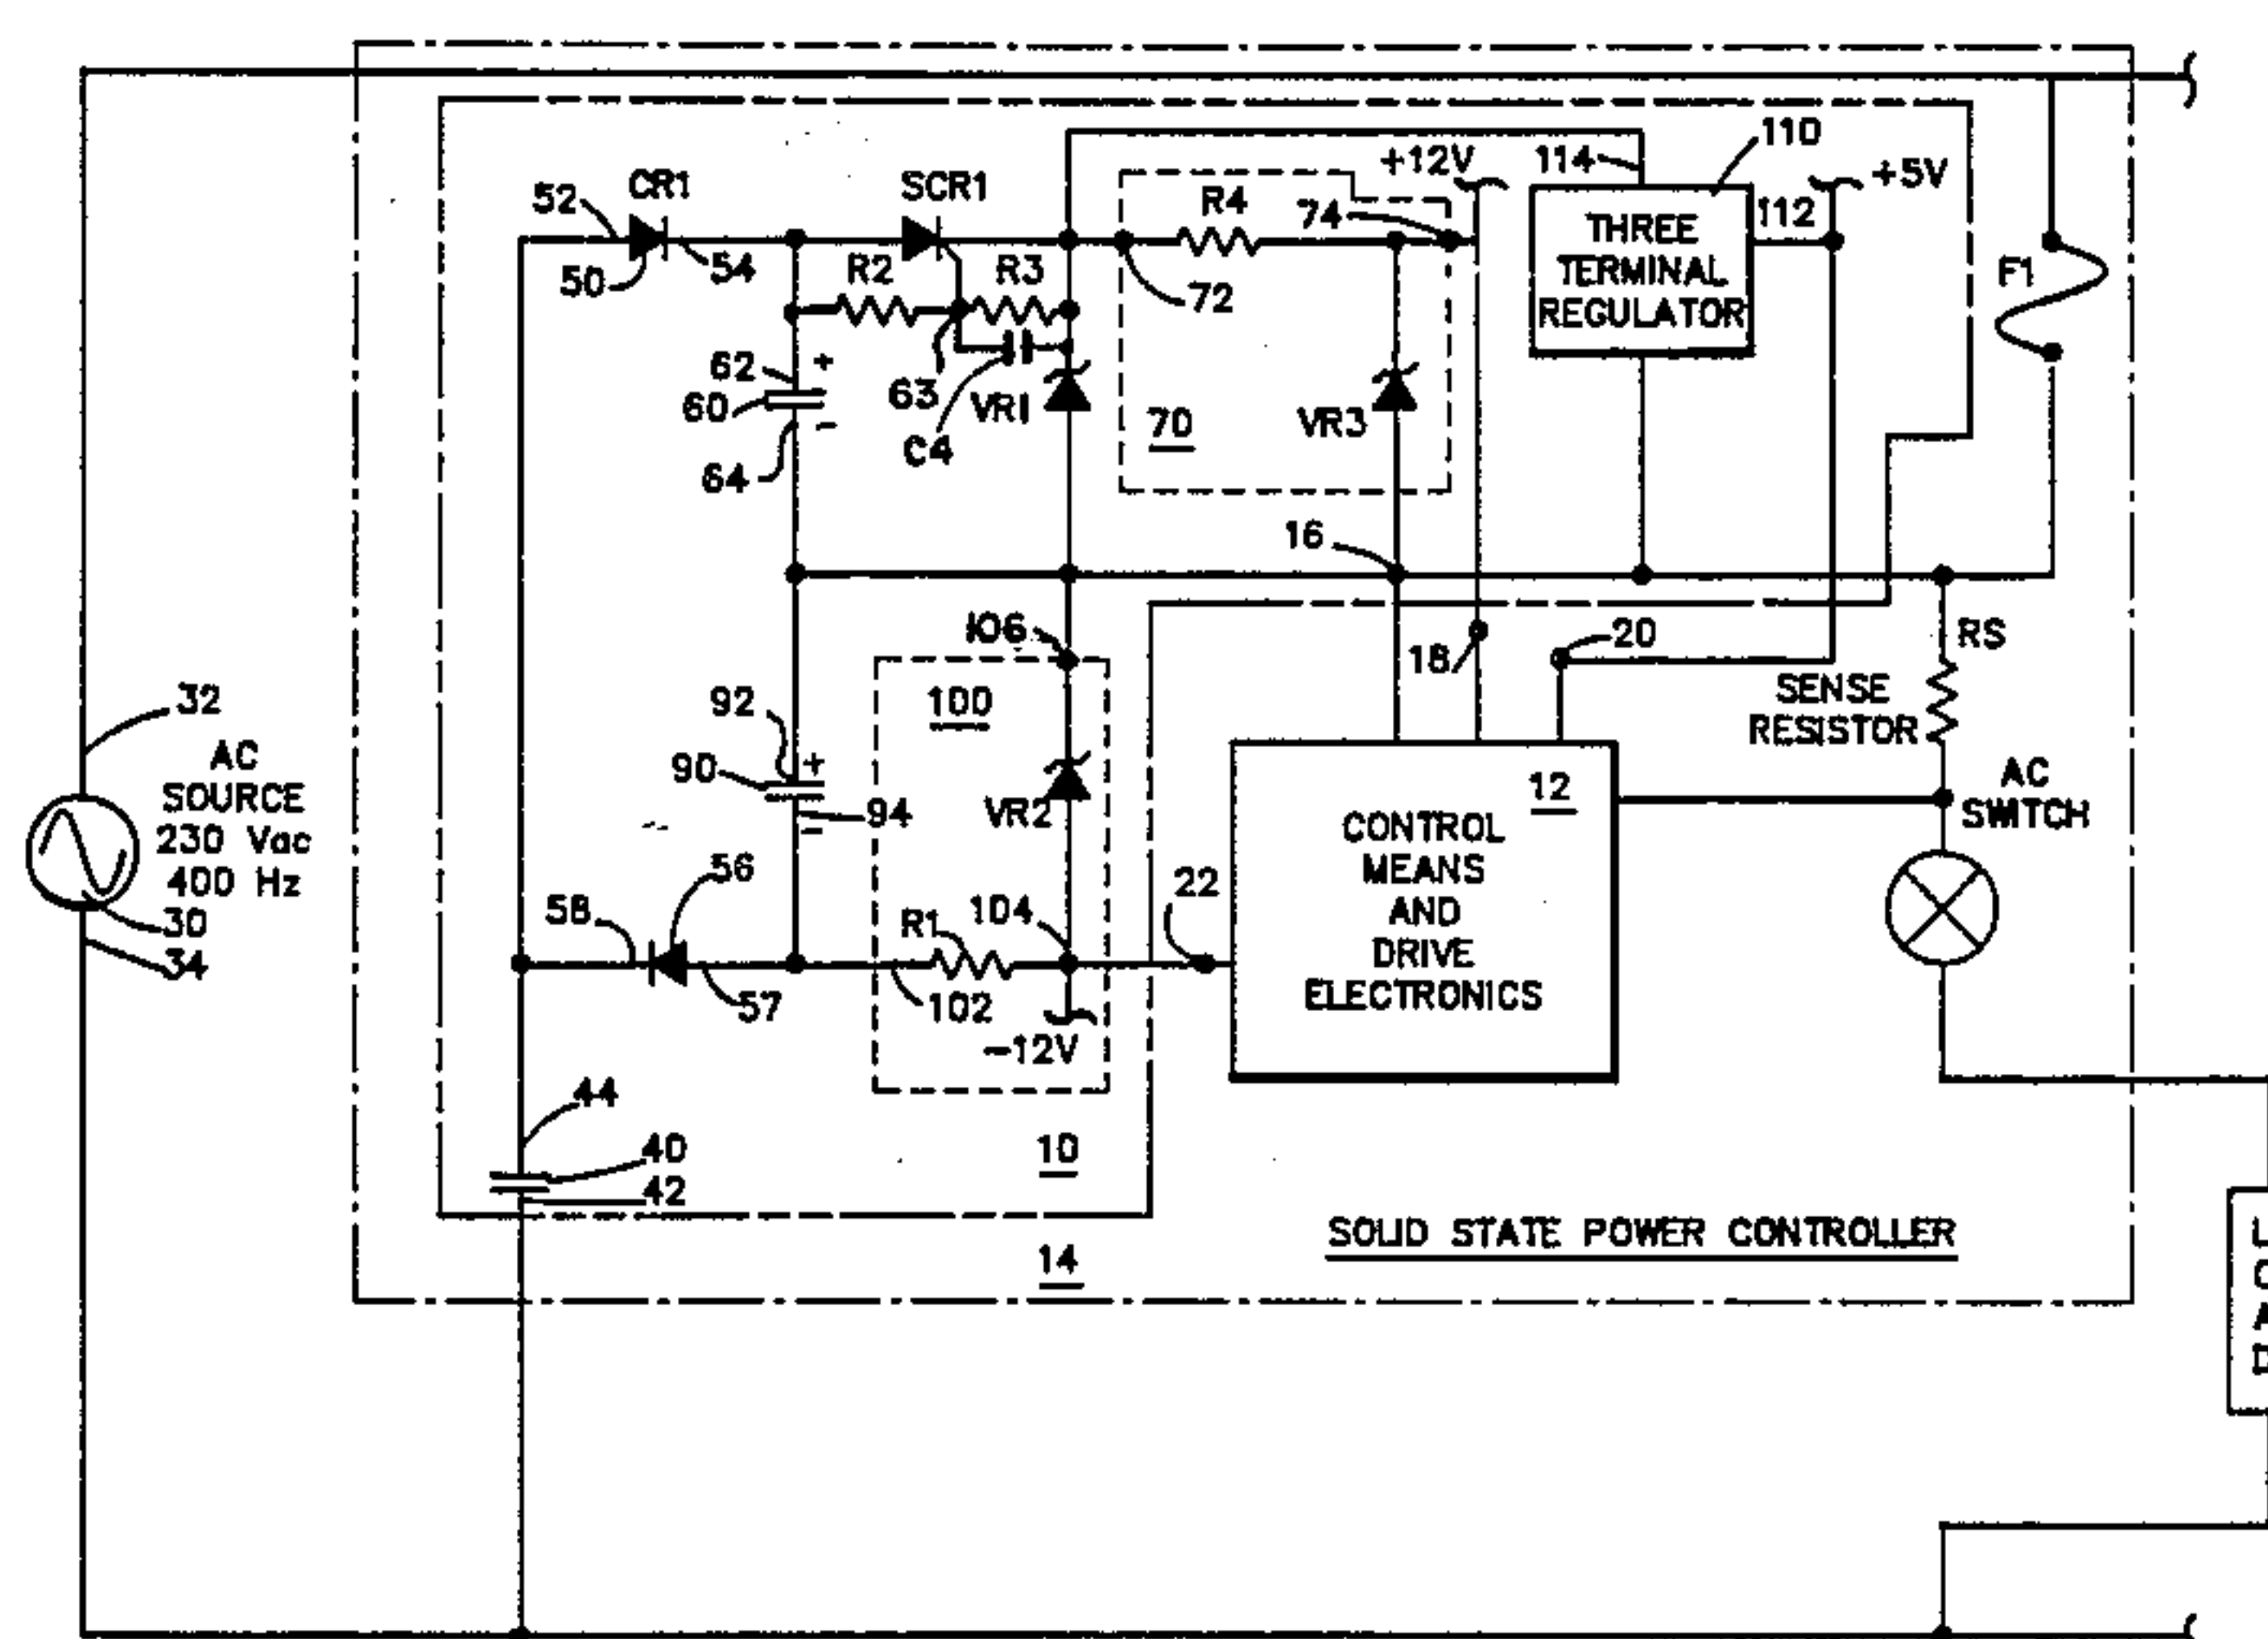 110
+12V
114
+5V
CR1
SCR1
52
R4
74
112
THREE
TERMINAL
REGULATOR
50
54
R2
R3
72
F1
62
+
60
63
VR1
C4
-
64
70
VR3
16
106
18
20
RS
SENSE
RESISTOR
32
AC
SOURCE
230 Vac
400 Hz
30
34
92
100
90
+
94
-
VR2
12
AC
SWITCH
CONTROL
MEANS
AND
DRIVE
ELECTRONICS
56
58
R1
104
22
57
102
-12V
44
40
42
10
SOLID STATE POWER CONTROLLER
14